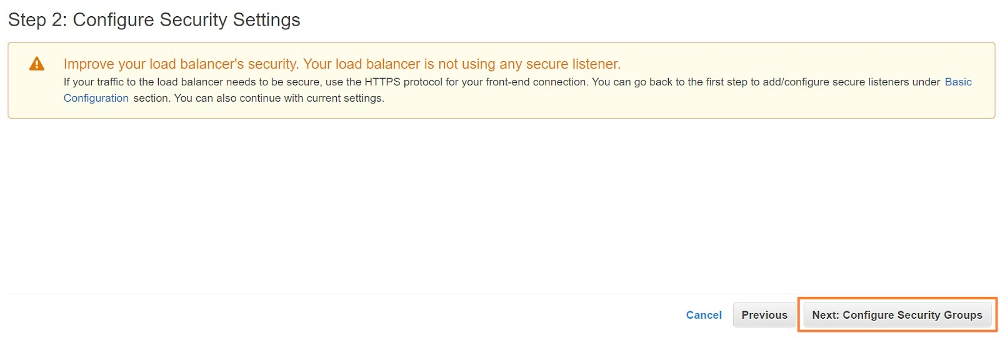 Step 2: Configure Security Settings
Improve your load balancer's security. Your load balancer is not using any secure listener.
If your traffic to the load balancer needs to be secure, use the HTTPS protocol for your front-end connection. You can go back to the first step to add/configure secure listeners under Basic
Configuration section. You can also continue with current settings.
Cancel Previous Next: Configure Security Groups